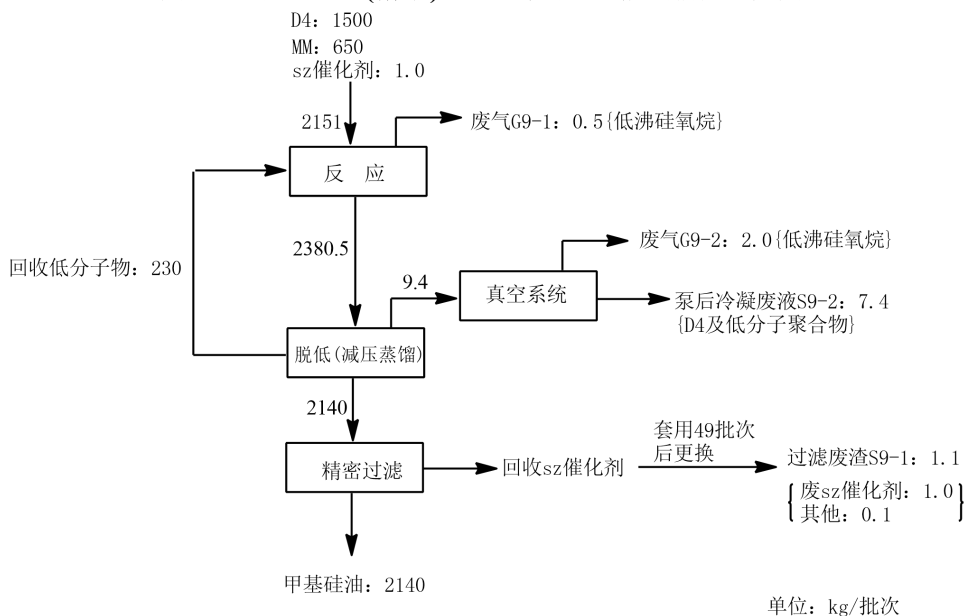 D4: 1500
MM: 650
sz催化剂: 1.0
2151
废气G9-1: 0.5{低沸硅氧烷}
反 应
2380.5
废气G9-2: 2.0{低沸硅氧烷}
回收低分子物: 230
9.4
真空系统
泵后冷凝废液S9-2: 7.4
{D4及低分子聚合物}
脱低(减压蒸馏)
2140
精密过滤
回收sz催化剂
套用49批次
后更换
过滤废渣S9-1: 1.1
{废sz催化剂: 1.0}
其他: 0.1
甲基硅油: 2140
单位: kg/批次